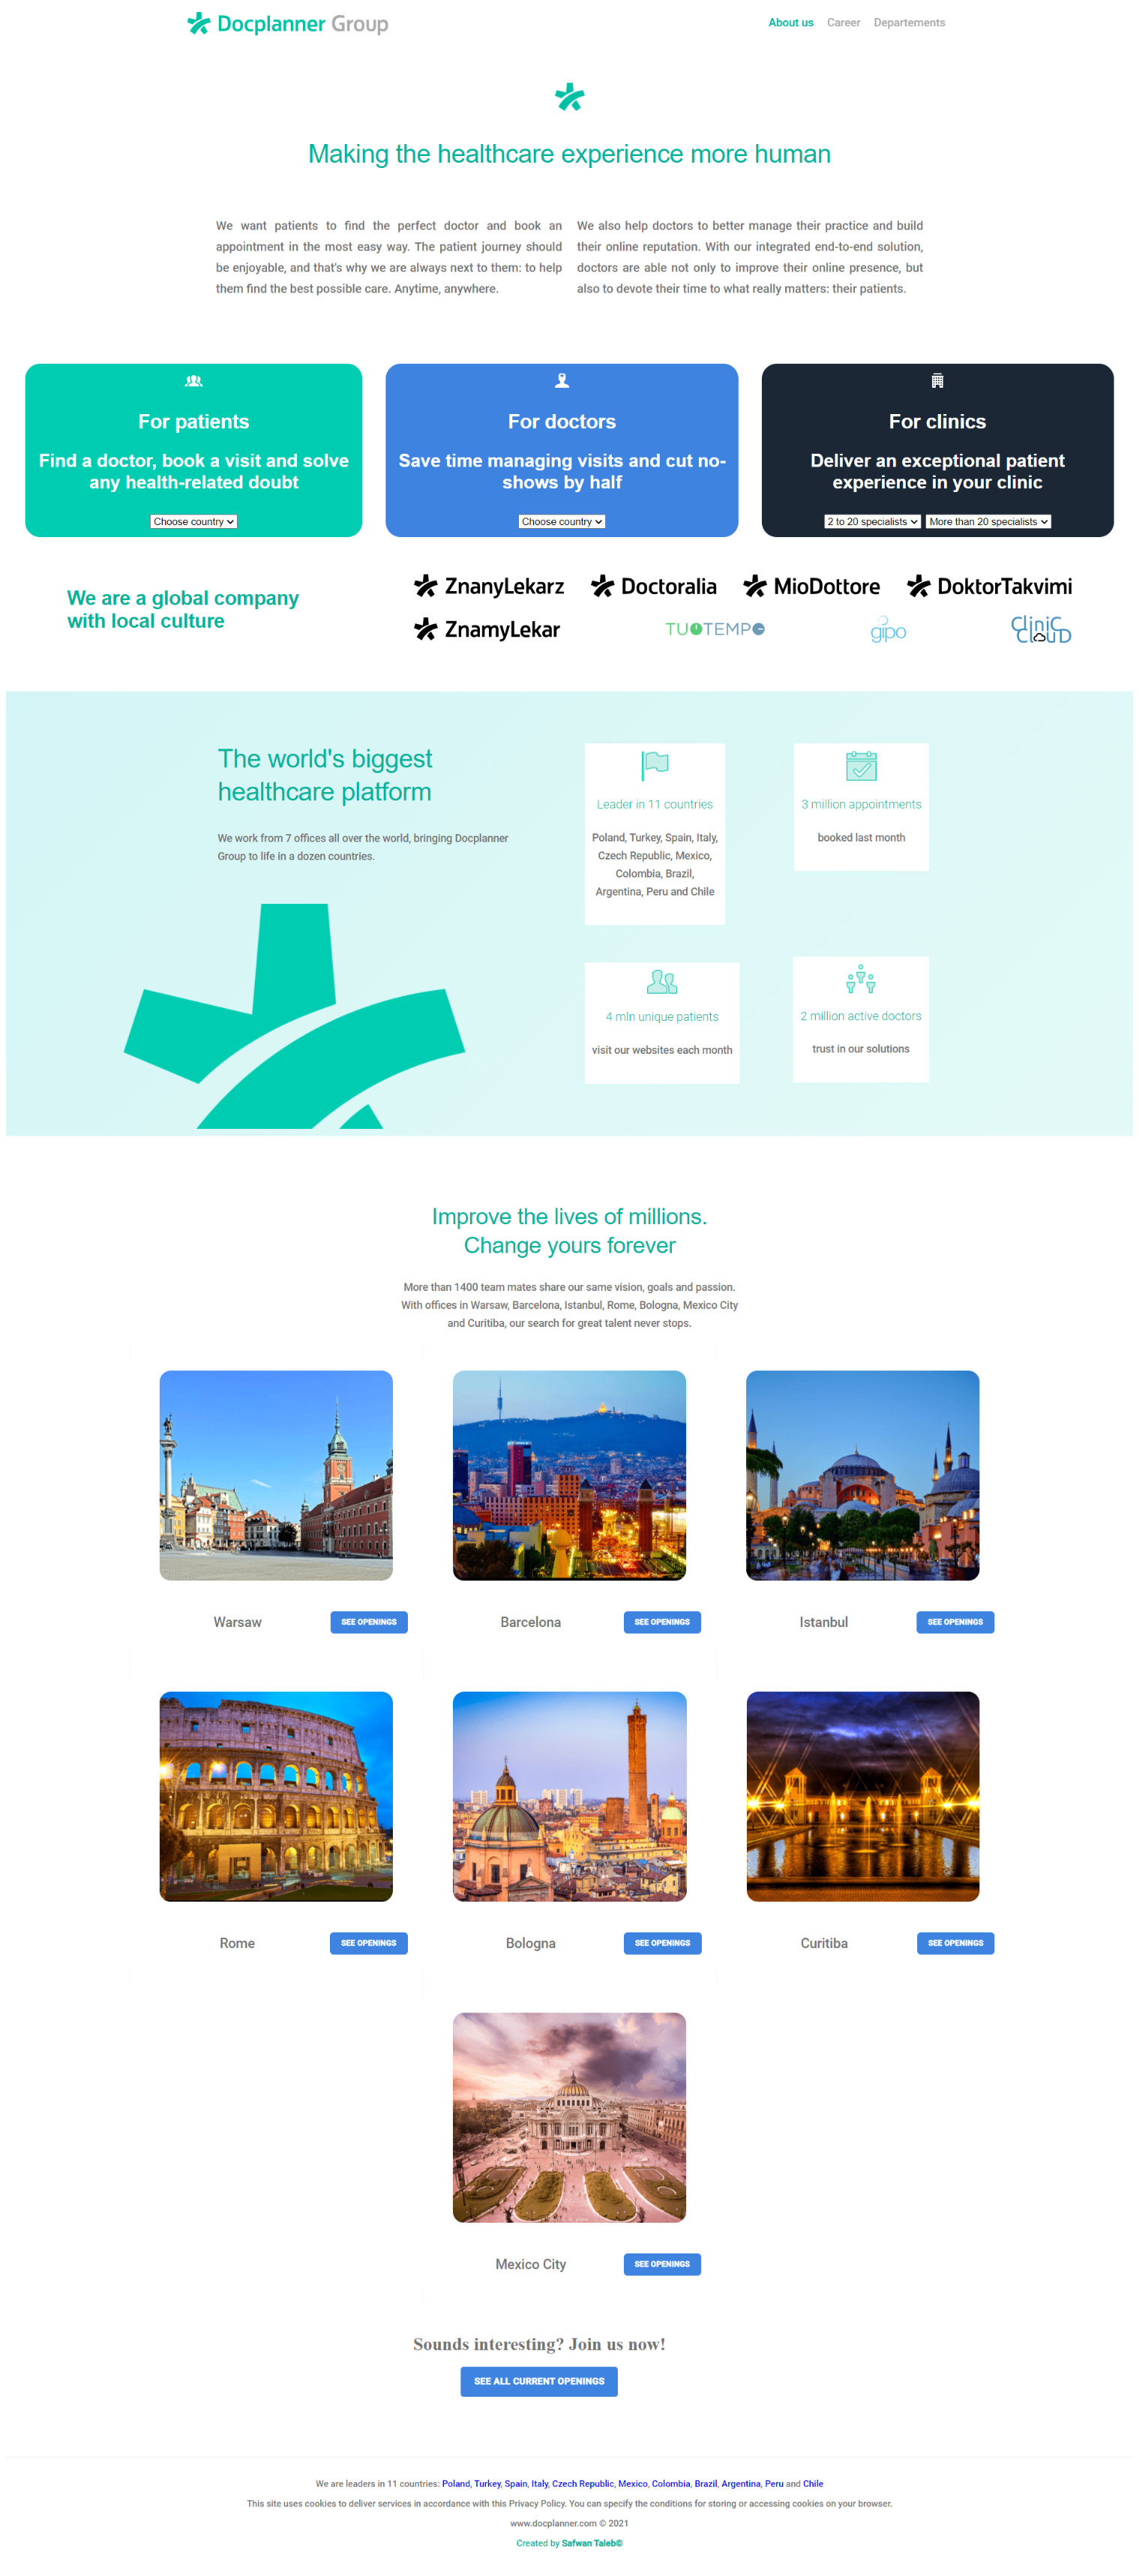 Docplanner Group
About us Career Departements
Making the healthcare experience more human
We want patients to find the perfect doctor and book an
appointment in the most easy way. The patient journey should
be enjoyable, and that's why we are always next to them: to help
them find the best possible care. Anytime, anywhere.
We also help doctors to better manage their practice and build
their online reputation. With our integrated end-to-end solution,
doctors are able not only to improve their online presence, but
also to devote their time to what really matters: their patients.
For patients
Find a doctor, book a visit and solve
any health-related doubt
Choose country
For doctors
Save time managing visits and cut no-
shows by half
Choose country
For clinics
Deliver an exceptional patient
experience in your clinic
2 to 20 specialists More than 20 specialists
We are a global company
with local culture
ZnanyLekarz Doctoralia MioDottore DoktorTakvimi
ZnamyLekar TUOTEMPO gipo CliniC ClOUD
The world's biggest
healthcare platform
We work from 7 offices all over the world, bringing Docplanner
Group to life in a dozen countries.
Leader in 11 countries
Poland, Turkey, Spain, Italy,
Czech Republic, Mexico,
Colombia, Brazil,
Argentina, Peru and Chile
3 million appointments
booked last month
4 mln unique patients
visit our websites each month
2 million active doctors
trust in our solutions
Improve the lives of millions.
Change yours forever
More than 1400 team mates share our same vision, goals and passion.
With offices in Warsaw, Barcelona, Istanbul, Rome, Bologna, Mexico City
and Curitiba, our search for great talent never stops.
Warsaw SEE OPENINGS
Barcelona SEE OPENINGS
Istanbul SEE OPENINGS
Rome SEE OPENINGS
Bologna SEE OPENINGS
Curitiba SEE OPENINGS
Mexico City SEE OPENINGS
Sounds interesting? Join us now!
SEE ALL CURRENT OPENINGS
We are leaders in 11 countries: Poland, Turkey, Spain, Italy, Czech Republic, Mexico, Colombia, Brazil, Argentina, Peru and Chile
This site uses cookies to deliver services in accordance with this Privacy Policy. You can specify the conditions for storing or accessing cookies on your browser.
www.docplanner.com © 2021
Created by Safwan Taleb©